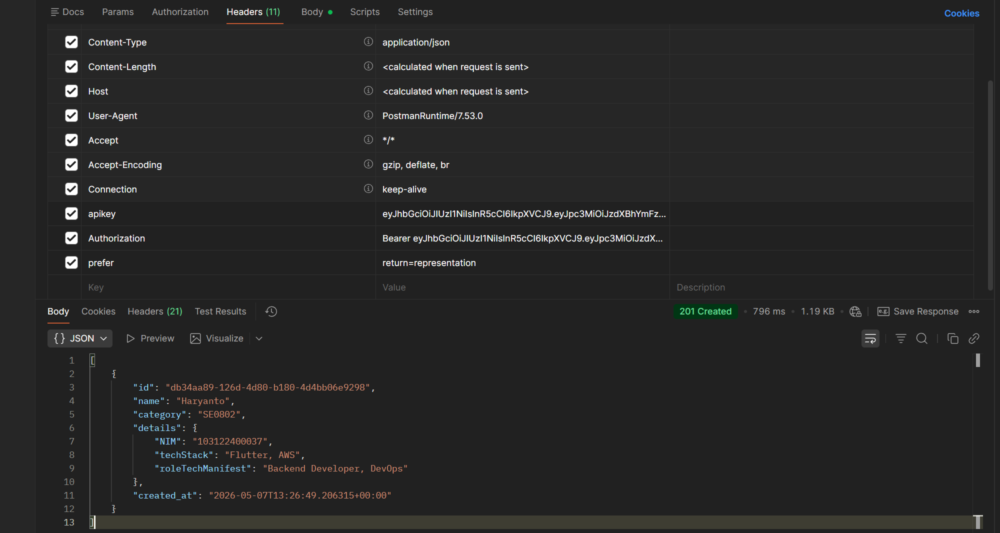 Docs Params Authorization Headers (11) Body Scripts Settings Cookies
Content-Type application/json
Content-Length <calculated when request is sent>
Host <calculated when request is sent>
User-Agent PostmanRuntime/7.53.0
Accept */*
Accept-Encoding gzip, deflate, br
Connection keep-alive
apikey eyJhbGciOiJIUzI1NiIsInR5cCI6IkpXVCJ9.eyJpc3MiOiJzdXBhYmFz...
Authorization Bearer eyJhbGciOiJIUzI1NiIsInR5cCI6IkpXVCJ9.eyJpc3MiOiJzdX...
prefer return=representation
Key Value Description
Body Cookies Headers (21) Test Results 201 Created • 796 ms • 1.19 KB • e.g. Save Response
{} JSON Preview Visualize
1 [
2 {
3 "id": "db34aa89-126d-4d80-b180-4d4bb06e9298",
4 "name": "Haryanto",
5 "category": "SE0802",
6 "details": {
7 "NIM": "103122400037",
8 "techStack": "Flutter, AWS",
9 "roleTechManifest": "Backend Developer, DevOps"
10 },
11 "created_at": "2026-05-07T13:26:49.206315+00:00"
12 }
13 ]